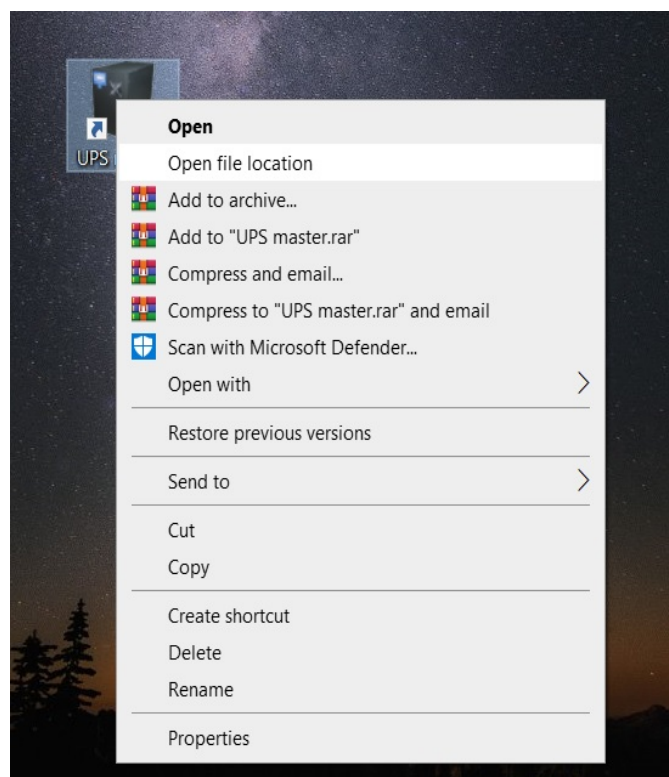 UPS
Open
Open file location
Add to archive...
Add to "UPS master.rar"
Compress and email...
Compress to "UPS master.rar" and email
Scan with Microsoft Defender...
Open with
Restore previous versions
Send to
Cut
Copy
Create shortcut
Delete
Rename
Properties